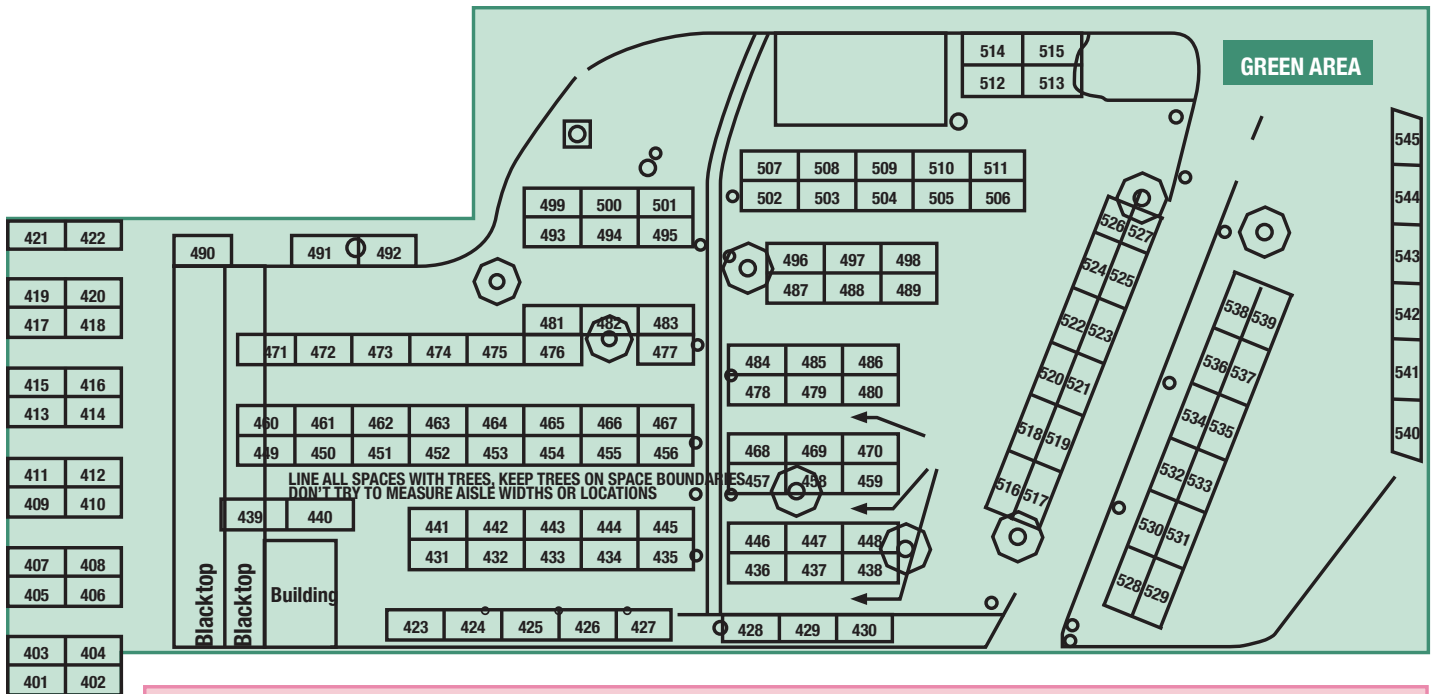 514 515
GREEN AREA
512 513
545
507 508 509 510 511
544
502 503 504 505 506
499 500 501
526 527
421 422
493 494 495
490
491 492
496 497 498
543
524 525
487 488 489
419 420
538 539
542
417 418
481 482 483
522 523
471 472 473 474 475 476 477
484 485 486
536 537
541
415 416
520 521
478 479 480
413 414
460 461 462 463 464 465 466 467
534 535
540
518 519
449 450 451 452 453 454 455 456
468 469 470
411 412
532 533
LINE ALL SPACES WITH TREES, KEEP TREES ON SPACE BOUNDARIES
DON'T TRY TO MEASURE AISLE WIDTHS OR LOCATIONS
457 458 459
516 517
409 410
439 440
441 442 443 444 445
530 531
446 447 448
431 432 433 434 435
407 408
436 437 438
528 529
405 406
Blacktop
Blacktop
Building
423 424 425 426 427
428 429 430
403 404
401 402